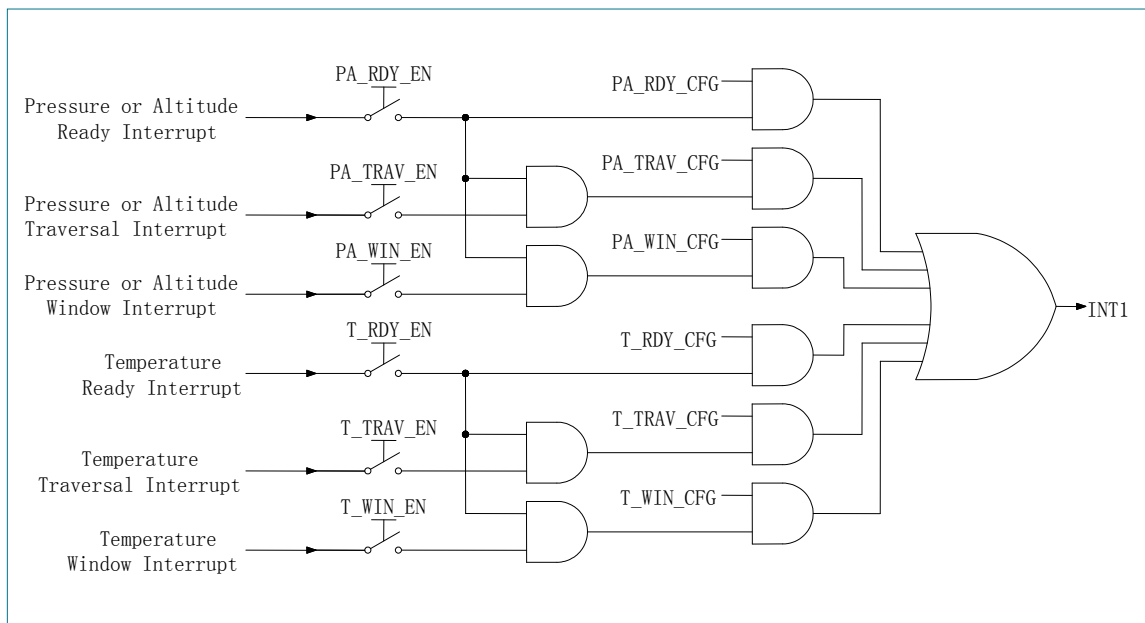 PA_RDY_EN
PA_RDY_CFG
Pressure or Altitude
Ready Interrupt
PA_TRAV_EN
PA_TRAV_CFG
Pressure or Altitude
Traversal Interrupt
PA_WIN_EN
PA_WIN_CFG
Pressure or Altitude
Window Interrupt
INT1
T_RDY_EN
T_RDY_CFG
Temperature
Ready Interrupt
T_TRAV_EN
T_TRAV_CFG
Temperature
Traversal Interrupt
T_WIN_EN
T_WIN_CFG
Temperature
Window Interrupt